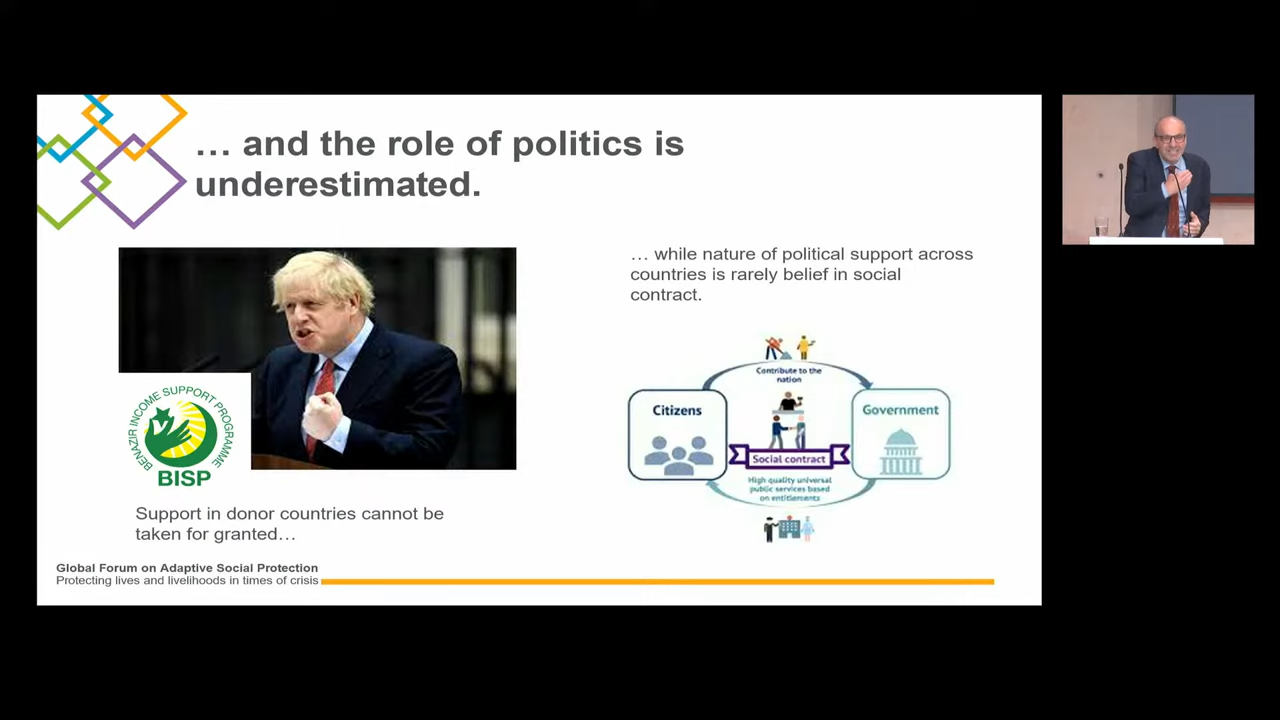 … and the role of politics is
underestimated.
… while nature of political support across
countries is rarely belief in social
contract.
BENAZIR INCOME SUPPORT PROGRAMME
BISP
Contribute to the
nation
Citizens
Government
Social contract
High quality universal
public services based
on entitlements
Support in donor countries cannot be
taken for granted…
Global Forum on Adaptive Social Protection
Protecting lives and livelihoods in times of crisis